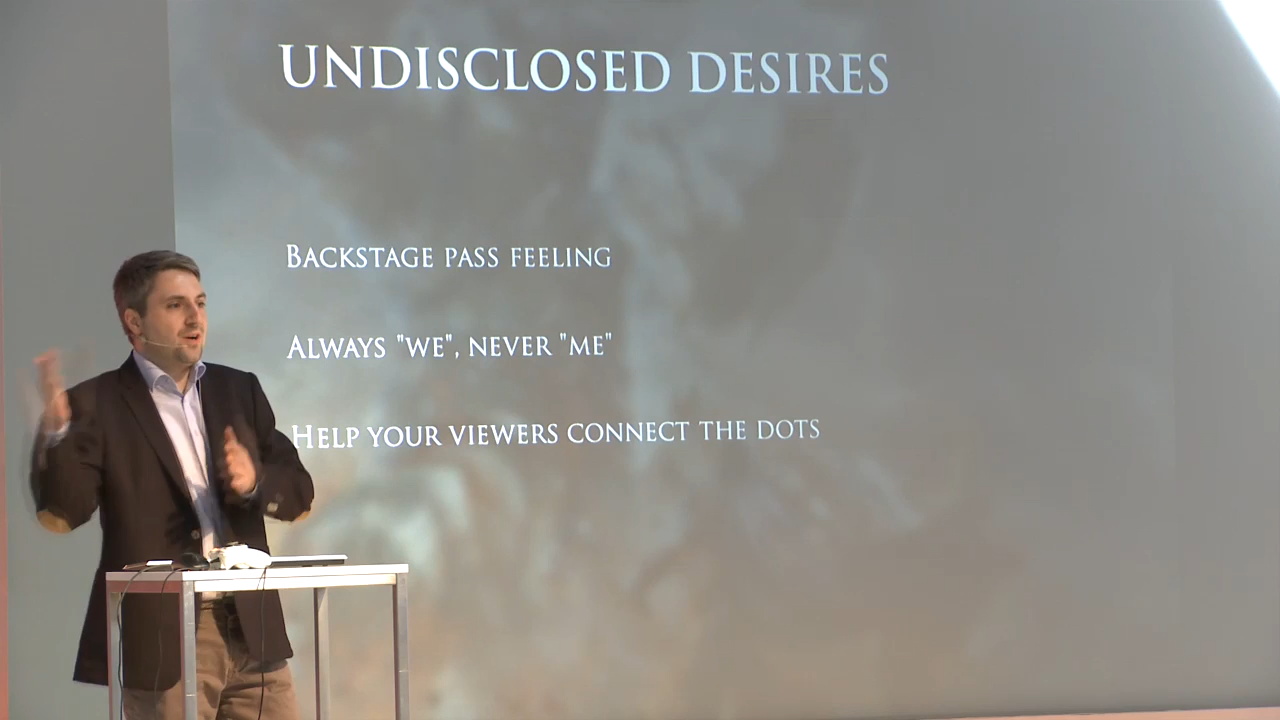 UNDISCLOSED DESIRES
BACKSTAGE PASS FEELING
ALWAYS "WE", NEVER "ME"
HELP YOUR VIEWERS CONNECT THE DOTS